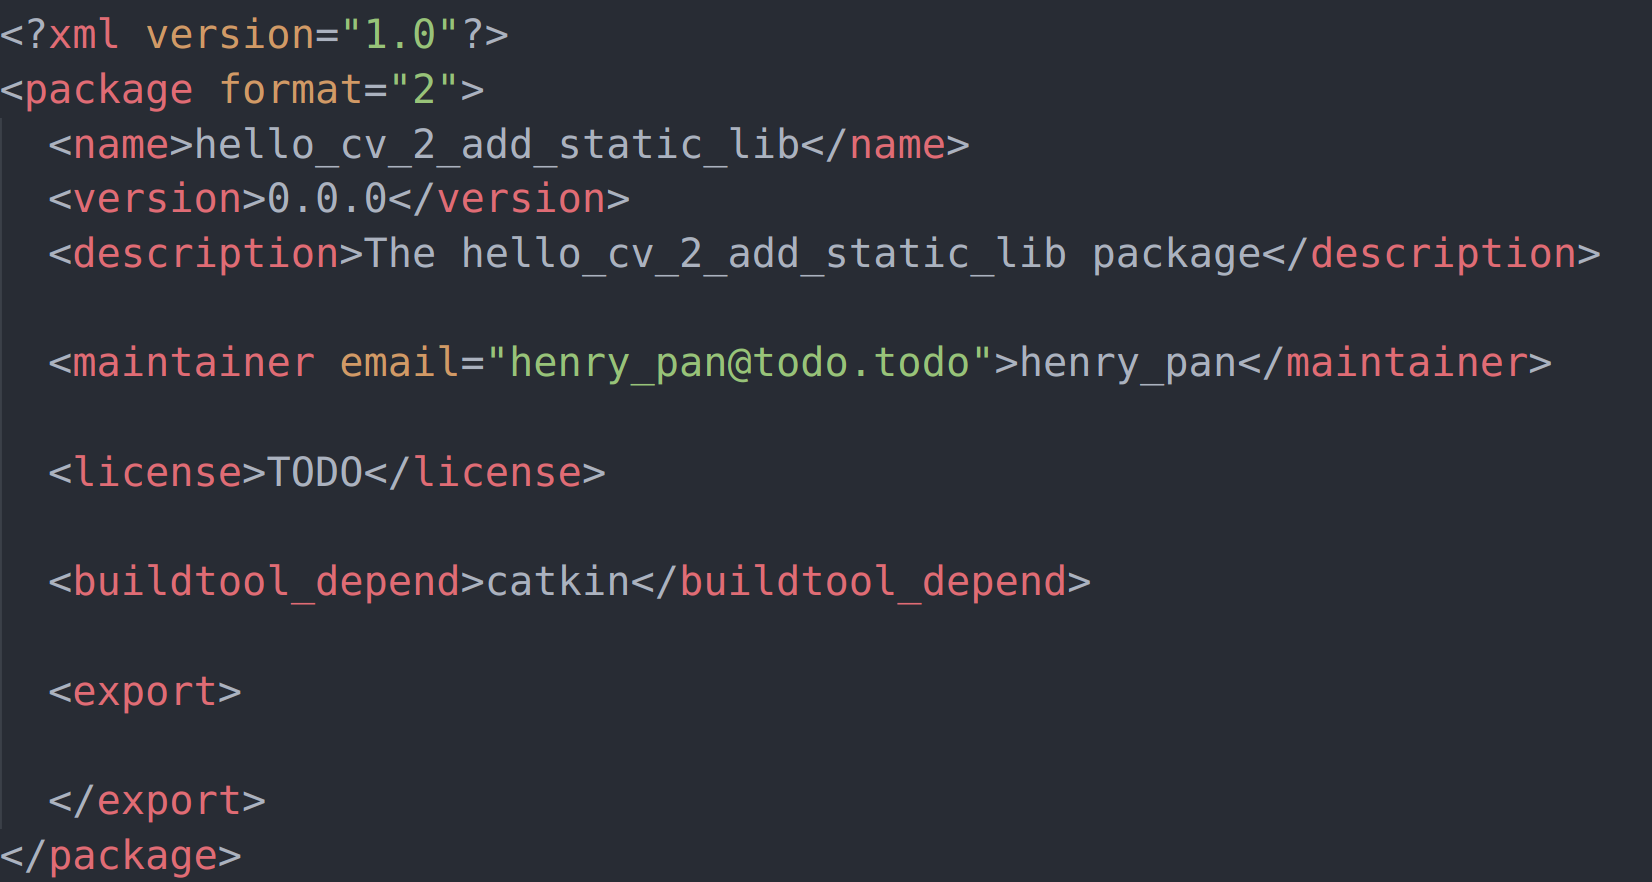 <?xml version="1.0"?>
<package format="2">
  <name>hello_cv_2_add_static_lib</name>
  <version>0.0.0</version>
  <description>The hello_cv_2_add_static_lib package</description>

  <maintainer email="henry_pan@todo.todo">henry_pan</maintainer>

  <license>TODO</license>

  <buildtool_depend>catkin</buildtool_depend>

  <export>

  </export>
</package>